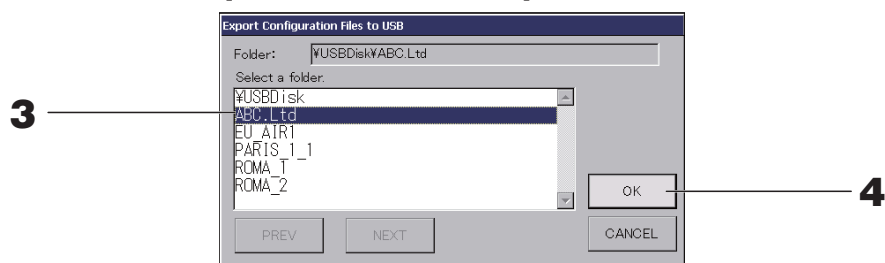 Export Configuration Files to USB
Folder: ¥USBDisk¥ABC.Ltd
Select a folder.
¥USBDisk
3
ABC.Ltd
EU_AIR1
PARIS_1_1
ROMA_1
ROMA_2
OK
4
PREV NEXT CANCEL